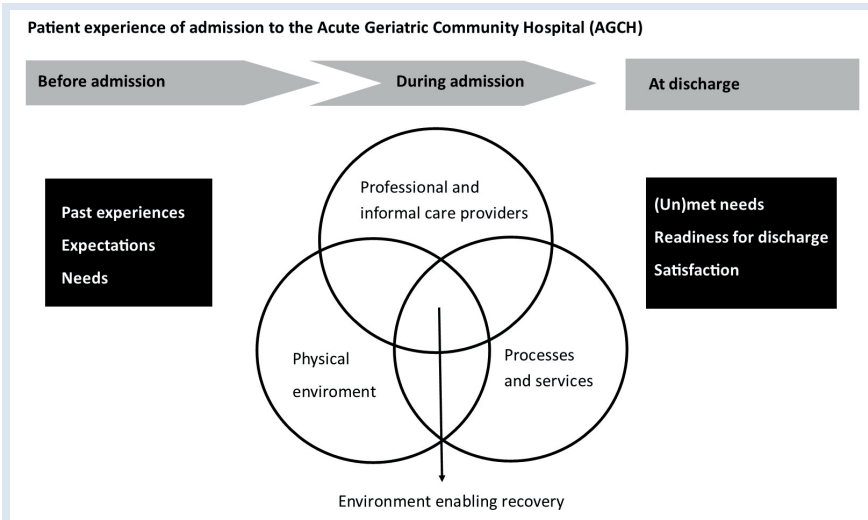 Patient experience of admission to the Acute Geriatric Community Hospital (AGCH)
Before admission
During admission
At discharge
Past experiences
Expectations
Needs
Professional and
informal care providers
(Un)met needs
Readiness for discharge
Satisfaction
Physical
enviroment
Processes
and services
Environment enabling recovery